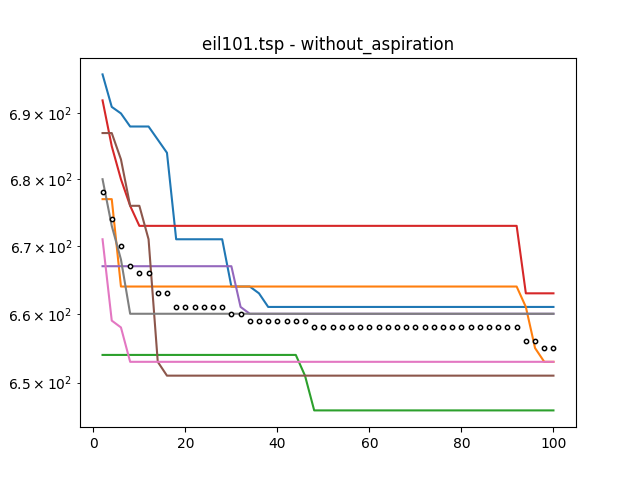 eil101.tsp - without_aspiration
6.9 × 10²
6.8 × 10²
6.7 × 10²
6.6 × 10²
6.5 × 10²
0 20 40 60 80 100